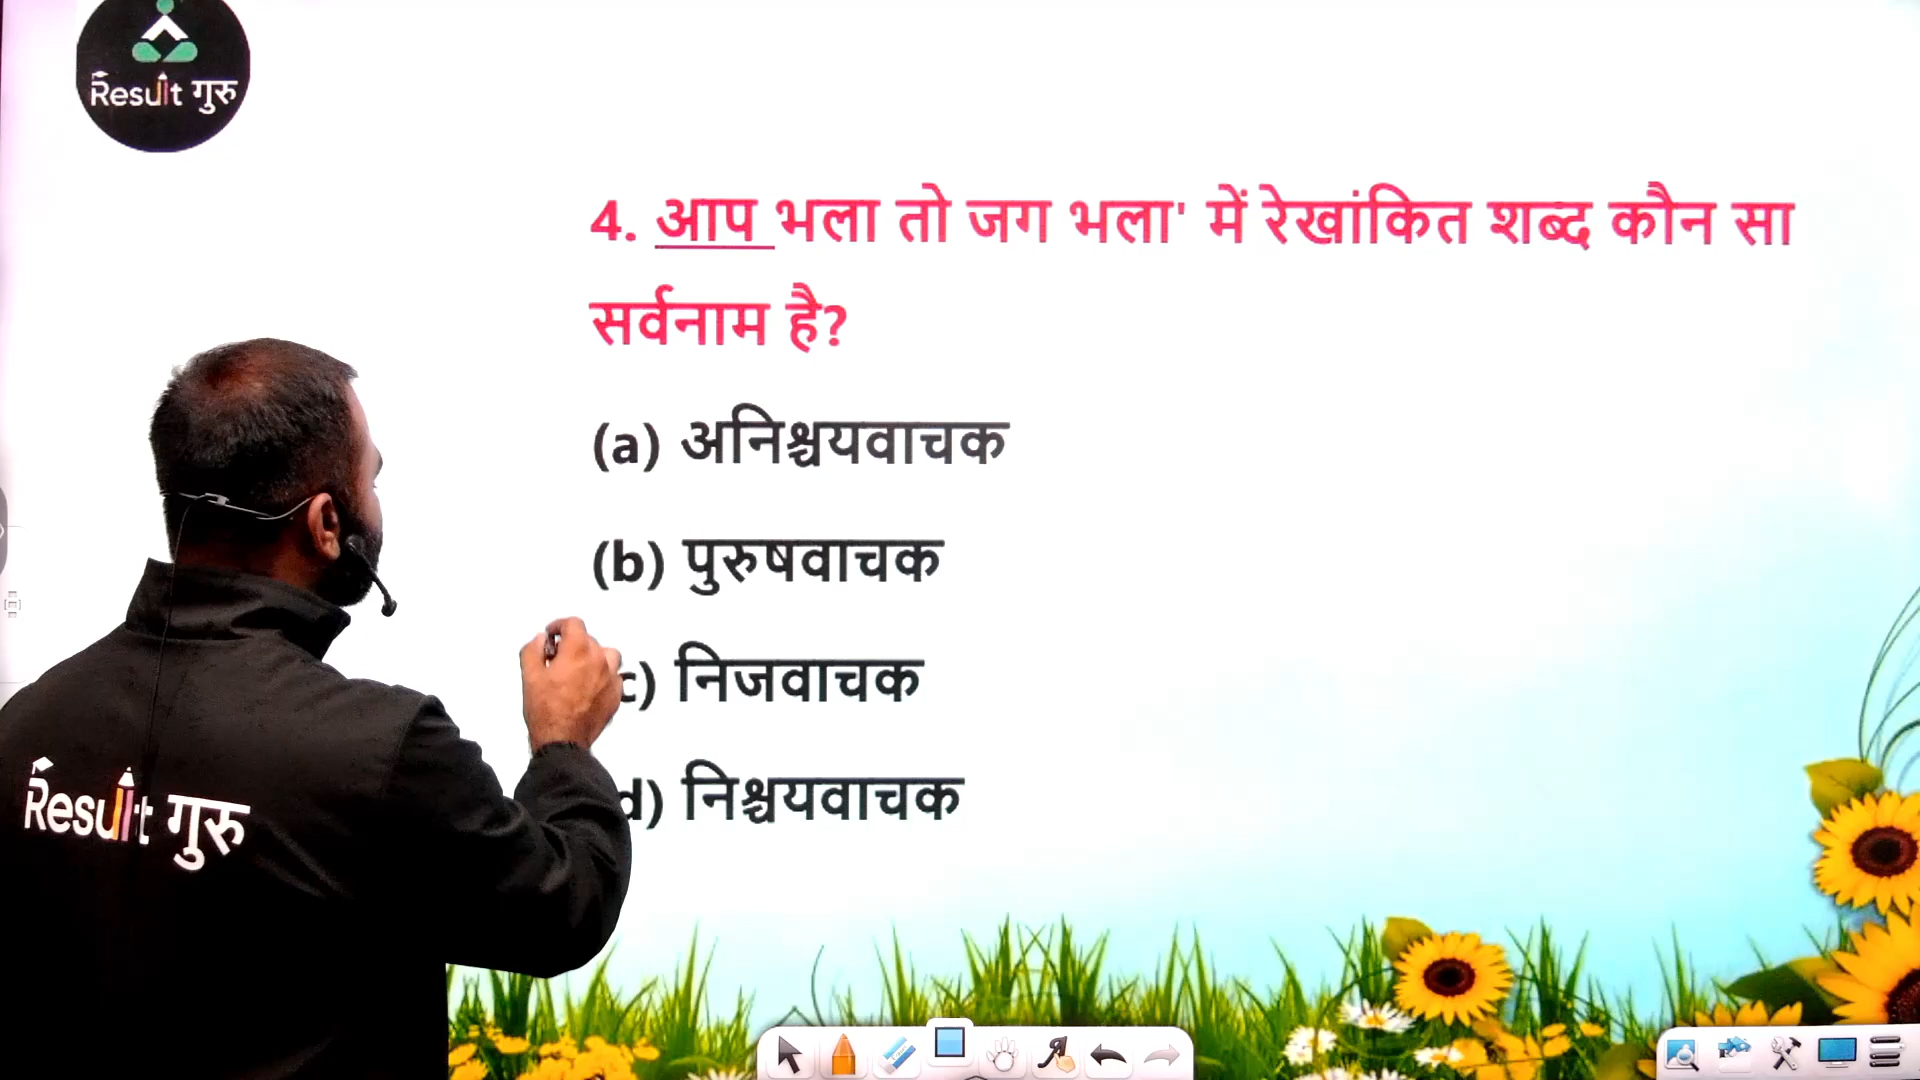 Result गुरु
4. आप भला तो जग भला' में रेखांकित शब्द कौन सा
सर्वनाम है?
(a) अनिश्चयवाचक
(b) पुरुषवाचक
c) निजवाचक
d) निश्चयवाचक
Result गुरु